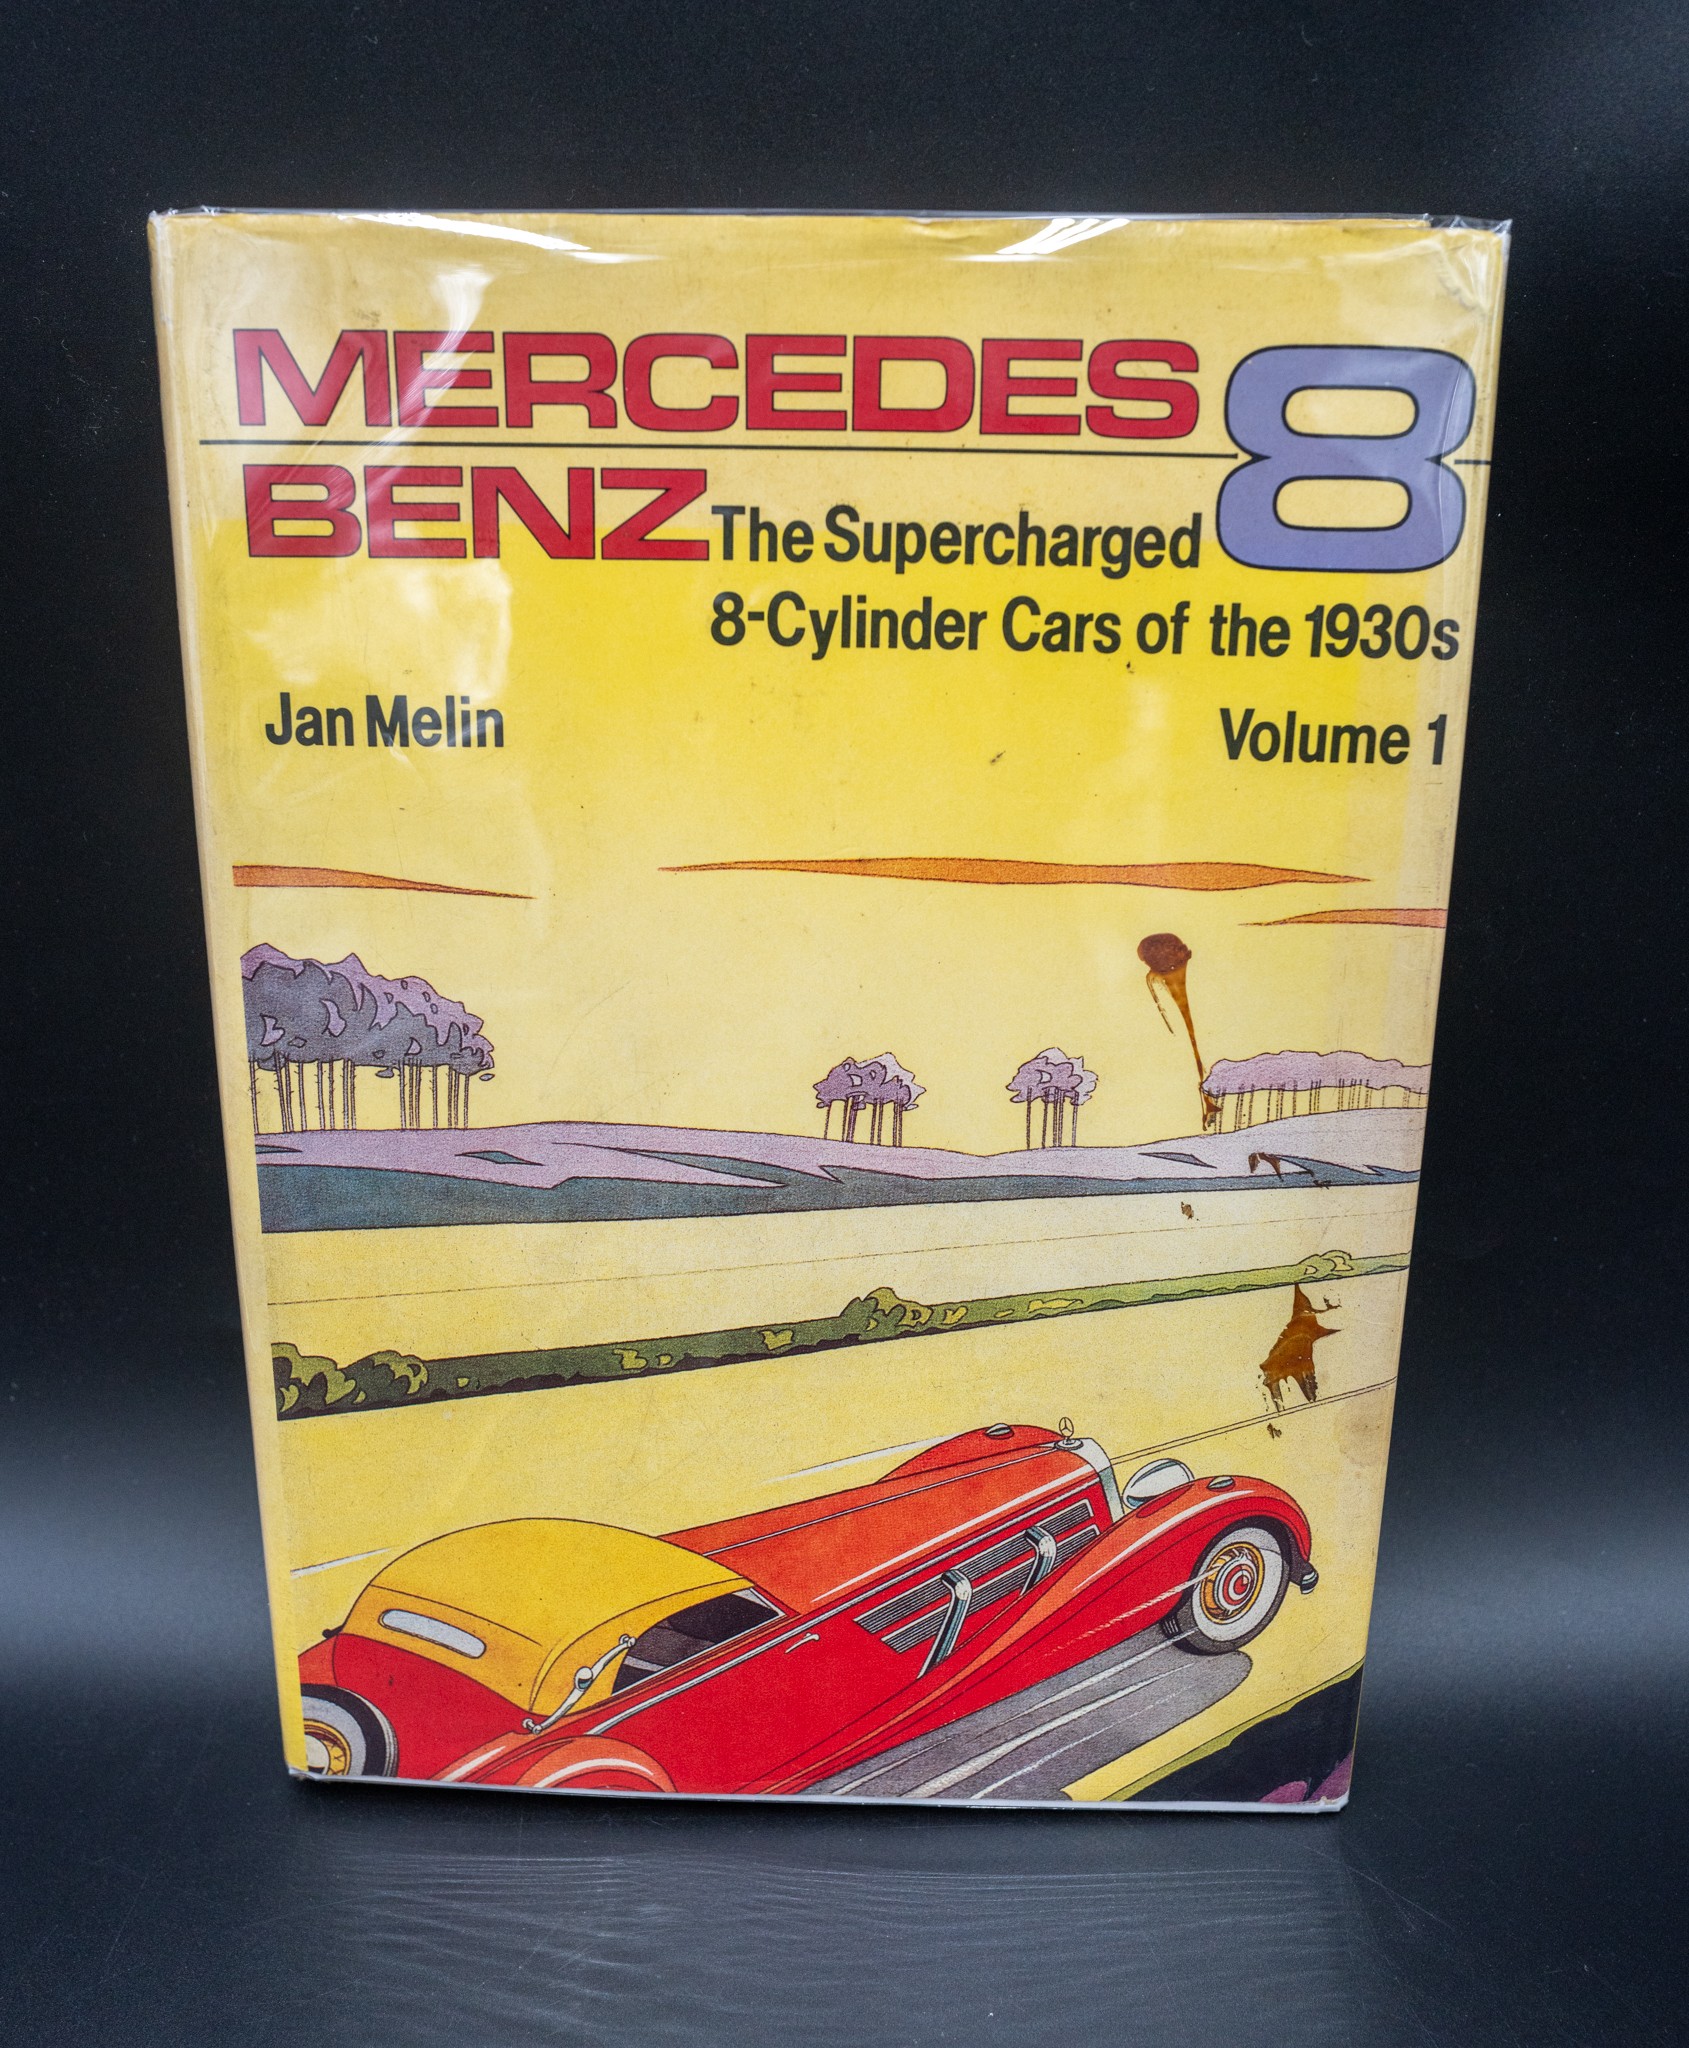 MERCEDES 8
BENZ The Supercharged
8-Cylinder Cars of the 1930s
Jan Melin
Volume 1